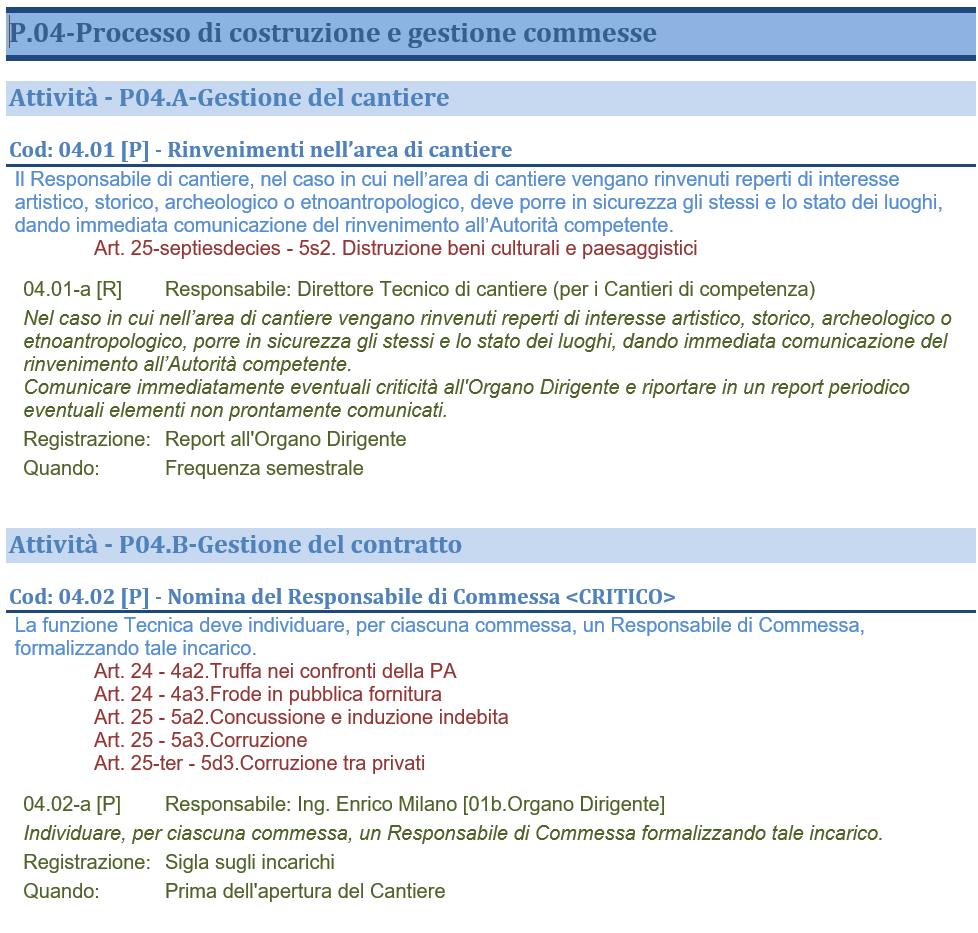 P.04-Processo di costruzione e gestione commesse
Attività - P04.A-Gestione del cantiere
Cod: 04.01 [P] - Rinvenimenti nell’area di cantiere
Il Responsabile di cantiere, nel caso in cui nell’area di cantiere vengano rinvenuti reperti di interesse
artistico, storico, archeologico o etnoantropologico, deve porre in sicurezza gli stessi e lo stato dei luoghi,
dando immediata comunicazione del rinvenimento all’Autorità competente.
Art. 25-septiesdecies - 5s2. Distruzione beni culturali e paesaggistici
04.01-a [R] Responsabile: Direttore Tecnico di cantiere (per i Cantieri di competenza)
Nel caso in cui nell’area di cantiere vengano rinvenuti reperti di interesse artistico, storico, archeologico o
etnoantropologico, porre in sicurezza gli stessi e lo stato dei luoghi, dando immediata comunicazione del
rinvenimento all’Autorità competente.
Comunicare immediatamente eventuali criticità all'Organo Dirigente e riportare in un report periodico
eventuali elementi non prontamente comunicati.
Registrazione: Report all'Organo Dirigente
Quando: Frequenza semestrale
Attività - P04.B-Gestione del contratto
Cod: 04.02 [P] - Nomina del Responsabile di Commessa <CRITICO>
La funzione Tecnica deve individuare, per ciascuna commessa, un Responsabile di Commessa,
formalizzando tale incarico.
Art. 24 - 4a2.Truffa nei confronti della PA
Art. 24 - 4a3.Frode in pubblica fornitura
Art. 25 - 5a2.Concussione e induzione indebita
Art. 25 - 5a3.Corruzione
Art. 25-ter - 5d3.Corruzione tra privati
04.02-a [P] Responsabile: Ing. Enrico Milano [01b.Organo Dirigente]
Individuare, per ciascuna commessa, un Responsabile di Commessa formalizzando tale incarico.
Registrazione: Sigla sugli incarichi
Quando: Prima dell'apertura del Cantiere